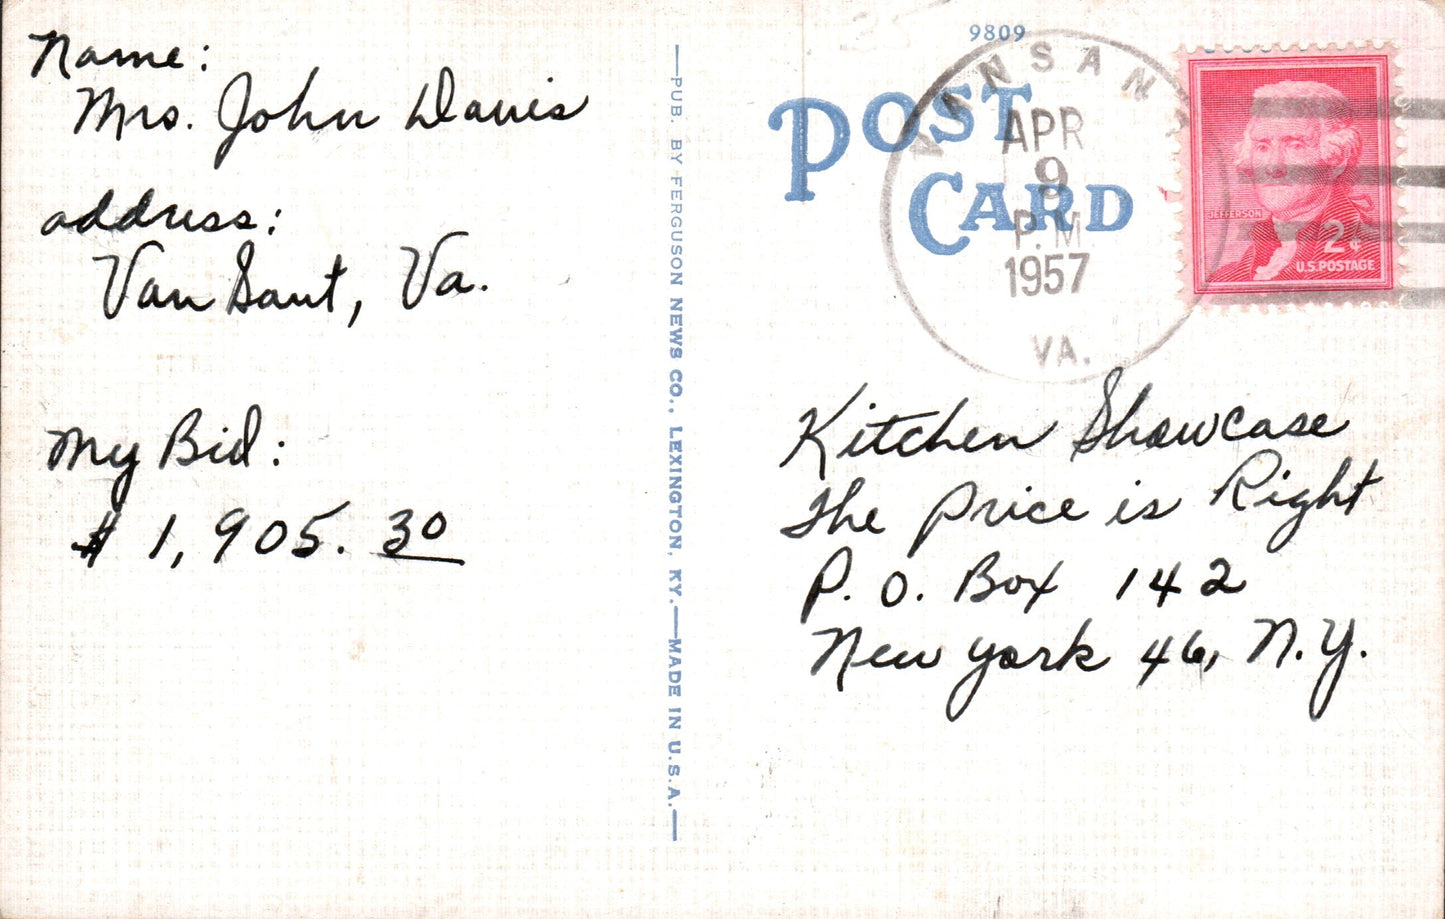 Name:
Mrs. John Davis
address:
Van Sant, Va.
My Bid:
$ 1,905.30
PUB. BY FERGUSON NEWS CO., LEXINGTON, KY.—MADE IN U.S.A.
9809
POST
CARD
VANSANT
APR
9
P.M
1957
VA.
JEFFERSON
2¢
U.S. POSTAGE
Kitchen Showcase
The Price is Right
P. O. Box 142
New York 46, N.Y.